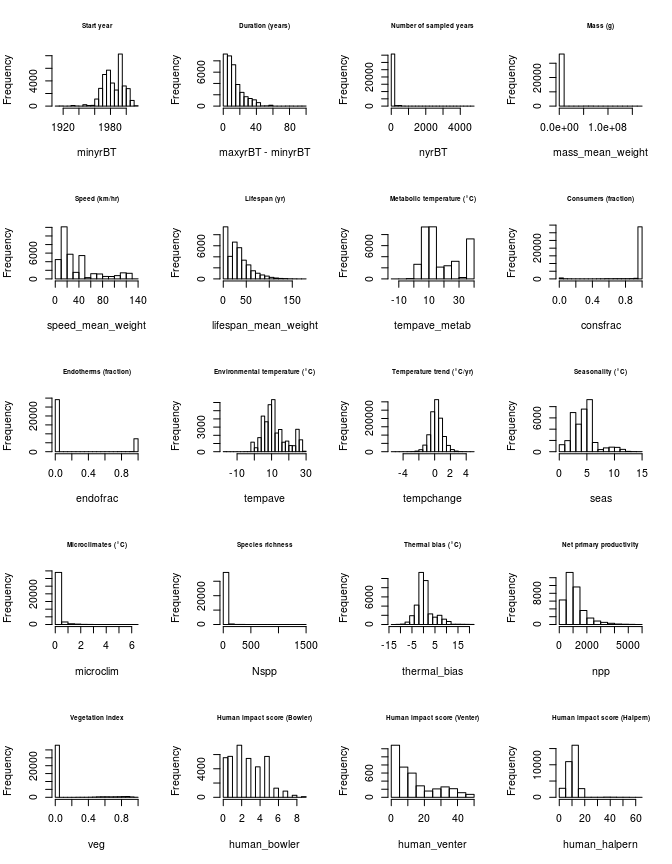 Start year
Frequency
0 4000
1920 1980
minyrBT
Duration (years)
Frequency
0 6000
0 40 80
maxyrBT - minyrBT
Number of sampled years
Frequency
0 20000
0 2000 4000
nyrBT
Mass (g)
Frequency
0 20000
0.0e+00 1.0e+08
mass_mean_weight
Speed (km/hr)
Frequency
0 6000
0 40 80 140
speed_mean_weight
Lifespan (yr)
Frequency
0 6000
0 50 150
lifespan_mean_weight
Metabolic temperature (°C)
Frequency
0 6000
-10 10 30
tempave_metab
Consumers (fraction)
Frequency
0 20000
0.0 0.4 0.8
consfrac
Endotherms (fraction)
Frequency
0 20000
0.0 0.4 0.8
endofrac
Environmental temperature (°C)
Frequency
0 3000
-10 10 30
tempave
Temperature trend (°C/yr)
Frequency
0 200000
-4 0 2 4
tempchange
Seasonality (°C)
Frequency
0 6000
0 5 10 15
seas
Microclimates (°C)
Frequency
0 20000
0 2 4 6
microclim
Species richness
Frequency
0 20000
0 500 1500
Nspp
Thermal bias (°C)
Frequency
0 6000
-15 -5 5 15
thermal_bias
Net primary productivity
Frequency
0 8000
0 2000 5000
npp
Vegetation index
Frequency
0 20000
0.0 0.4 0.8
veg
Human impact score (Bowler)
Frequency
0 4000
0 2 4 6 8
human_bowler
Human impact score (Venter)
Frequency
0 600
0 10 20 30 40 50
human_venter
Human impact score (Halpern)
Frequency
0 10000
0 20 40 60
human_halpern